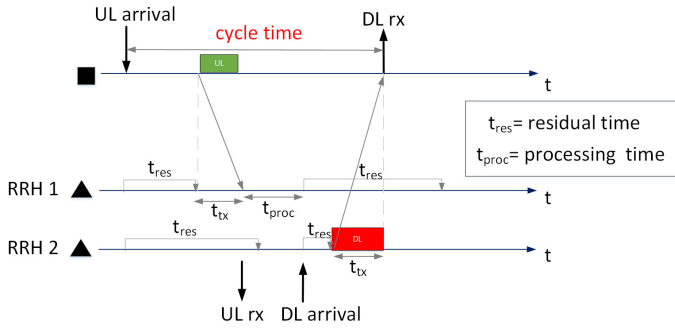 UL arrival
DL rx
cycle time
UL
t
t_res= residual time
t_proc= processing time
t_res
t_res
RRH 1
t
t_tx
t_proc
t_res
t_res
DL
RRH 2
t
t_tx
UL rx
DL arrival